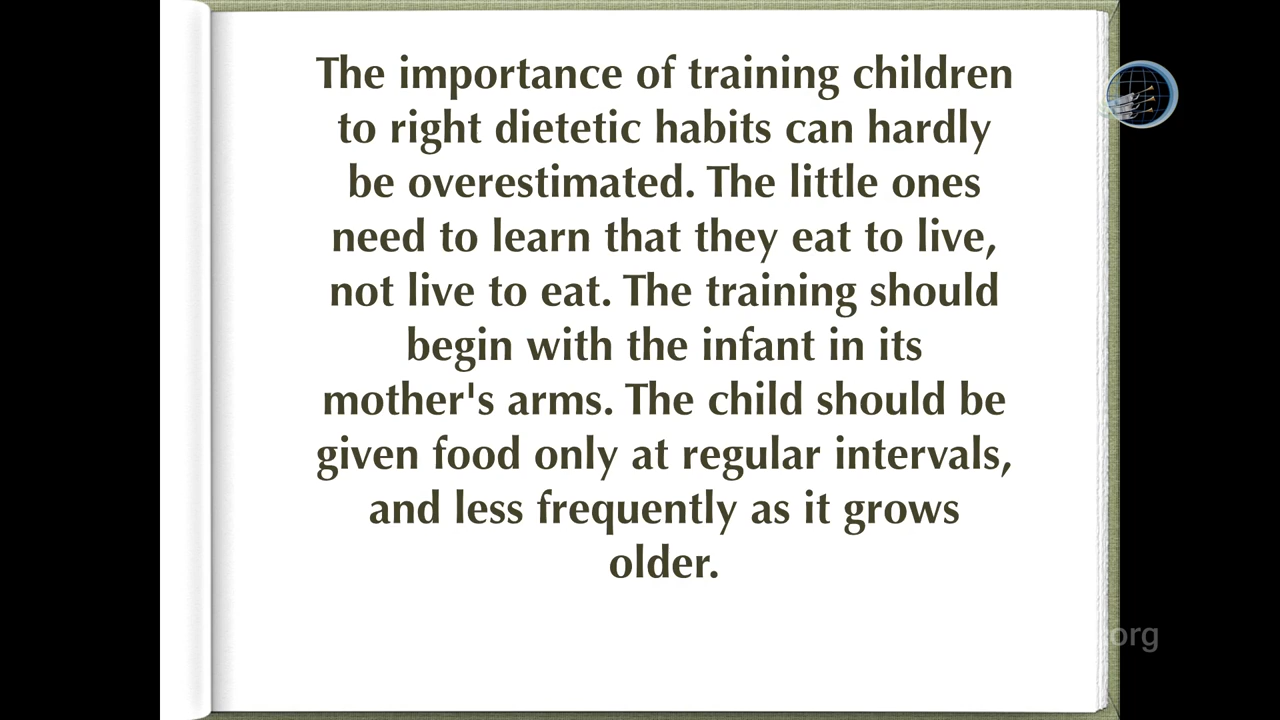 The importance of training children
to right dietetic habits can hardly
be overestimated. The little ones
need to learn that they eat to live,
not live to eat. The training should
begin with the infant in its
mother's arms. The child should be
given food only at regular intervals,
and less frequently as it grows
older.
.org